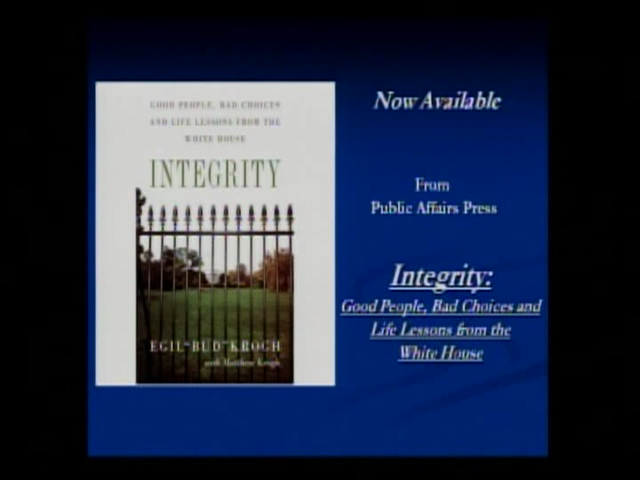 GOOD PEOPLE, BAD CHOICES
AND LIFE LESSONS FROM THE
WHITE HOUSE
INTEGRITY
EGIL "BUD" KROGH
with Matthew Krogh
Now Available
From
Public Affairs Press
Integrity:
Good People, Bad Choices and
Life Lessons from the
White House